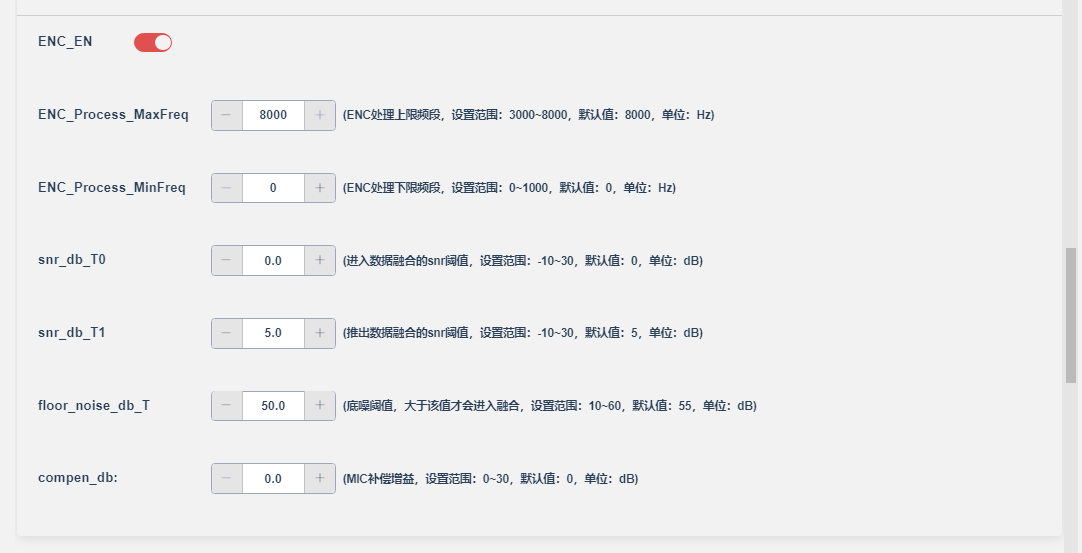 ENC_EN
ENC_Process_MaxFreq － 8000 + (ENC处理上限频段，设置范围：3000~8000，默认值：8000，单位：Hz)
ENC_Process_MinFreq － 0 + (ENC处理下限频段，设置范围：0~1000，默认值：0，单位：Hz)
snr_db_T0 － 0.0 + (进入数据融合的snr阈值，设置范围：-10~30，默认值：0，单位：dB)
snr_db_T1 － 5.0 + (推出数据融合的snr阈值，设置范围：-10~30，默认值：5，单位：dB)
floor_noise_db_T － 50.0 + (底噪阈值，大于该值才会进入融合，设置范围：10~60，默认值：55，单位：dB)
compen_db: － 0.0 + (MIC补偿增益，设置范围：0~30，默认值：0，单位：dB)